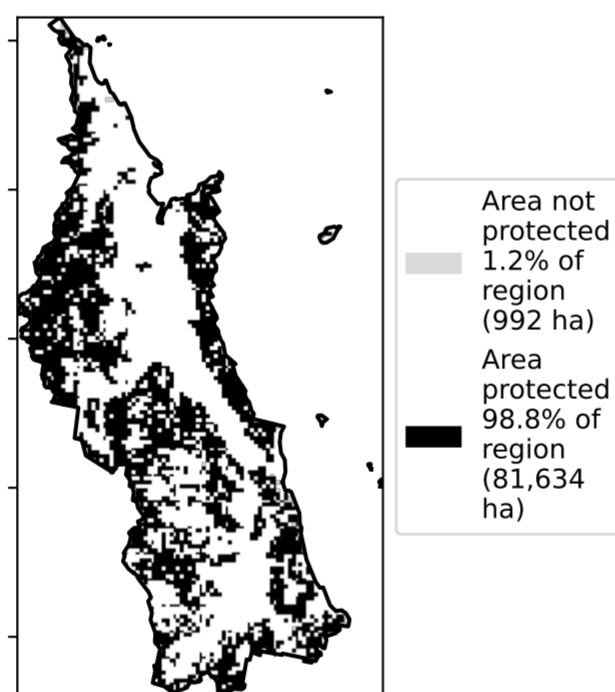 Area not
protected
1.2% of
region
(992 ha)
Area
protected
98.8% of
region
(81,634
ha)